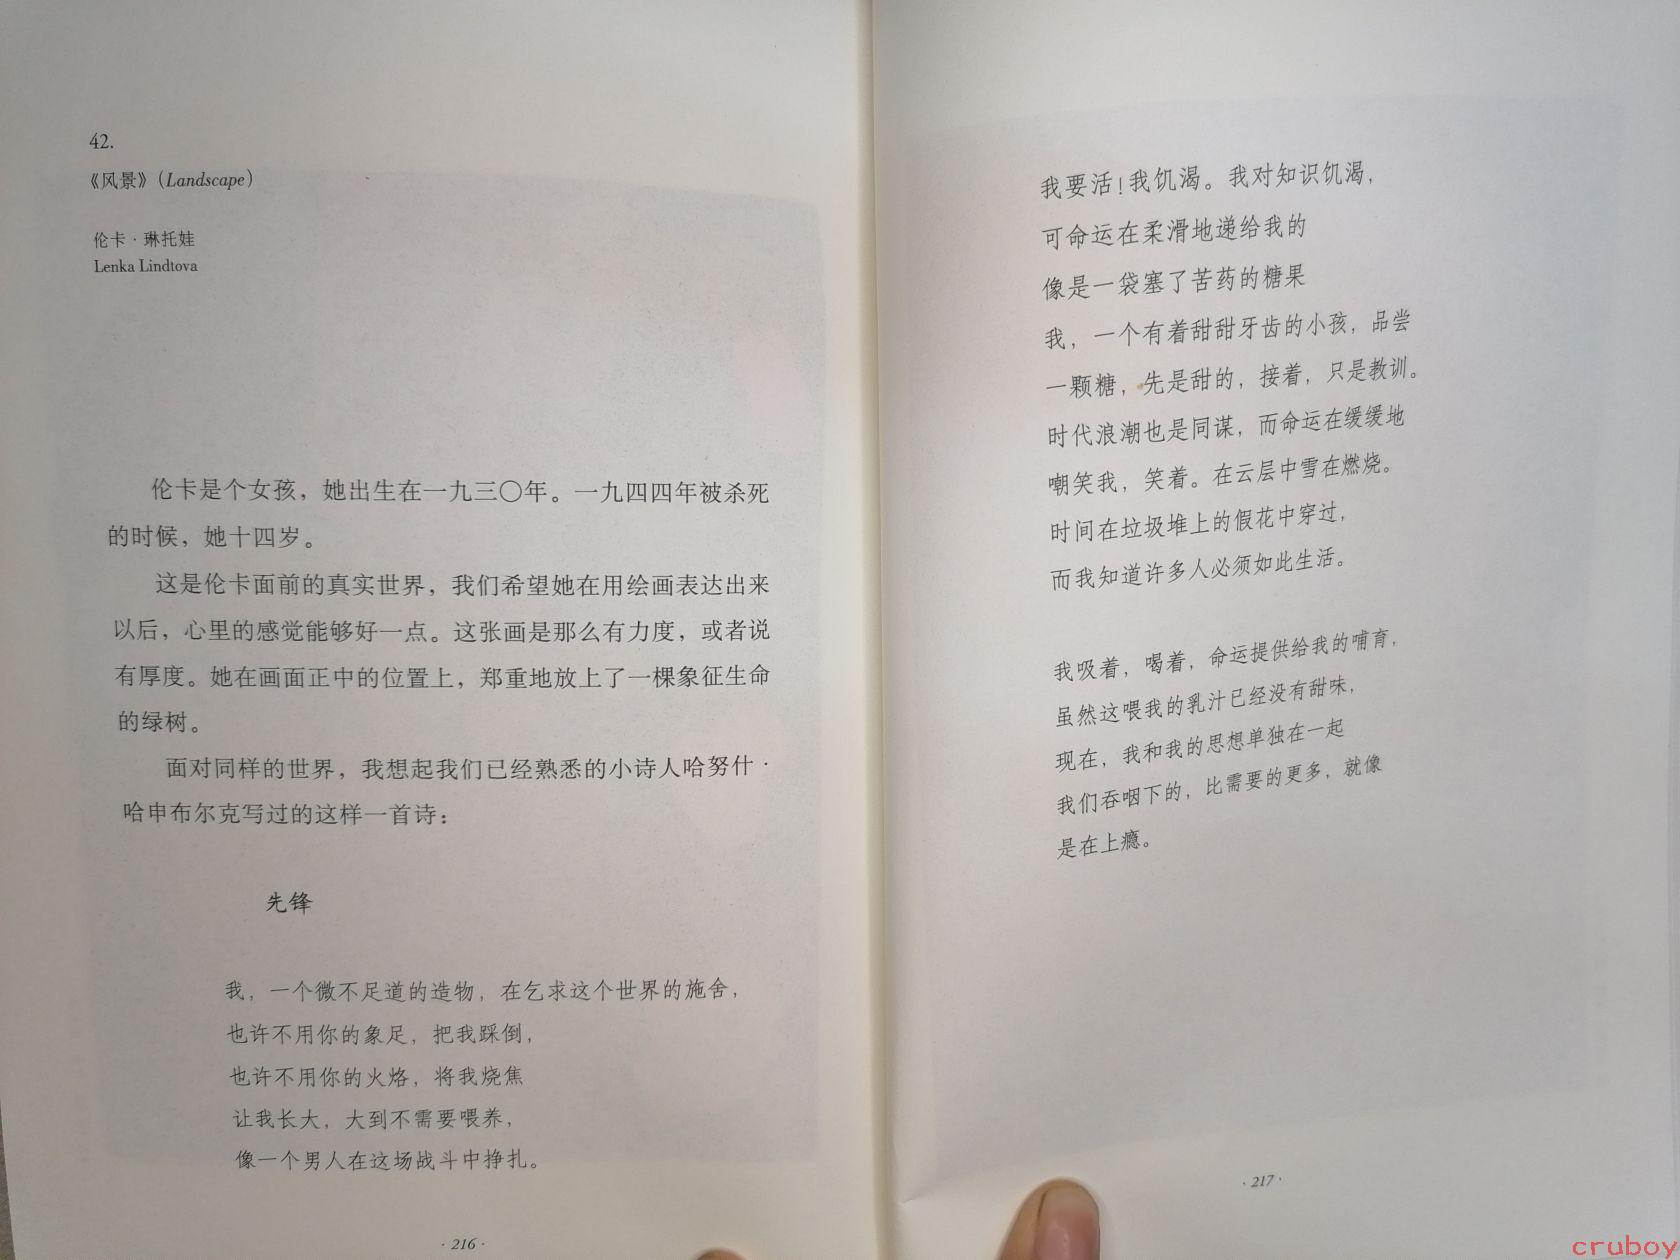 42.
《风景》（Landscape）
伦卡·琳托娃
Lenka Lindtova
伦卡是个女孩，她出生在一九三〇年。一九四四年被杀死
的时候，她十四岁。
这是伦卡面前的真实世界，我们希望她在用绘画表达出来
以后，心里的感觉能够好一点。这张画是那么有力度，或者说
有厚度。她在画面正中的位置上，郑重地放上了一棵象征生命
的绿树。
面对同样的世界，我想起我们已经熟悉的小诗人哈努什·
哈申布尔克写过的这样一首诗：
先锋
我，一个微不足道的造物，在乞求这个世界的施舍，
也许不用你的象足，把我踩倒，
也许不用你的火烙，将我烧焦
让我长大，大到不需要喂养，
像一个男人在这场战斗中挣扎。
·216·
我要活！我饥渴。我对知识饥渴，
可命运在柔滑地递给我的
像是一袋塞了苦药的糖果
我，一个有着甜甜牙齿的小孩，品尝
一颗糖，先是甜的，接着，只是教训。
时代浪潮也是同谋，而命运在缓缓地
嘲笑我，笑着。在云层中雪在燃烧。
时间在垃圾堆上的假花中穿过，
而我知道许多人必须如此生活。
我吸着，喝着，命运提供给我的哺育，
虽然这喂我的乳汁已经没有甜味，
现在，我和我的思想单独在一起
我们吞咽下的，比需要的更多，就像
是在上瘾。
·217·
cruboy